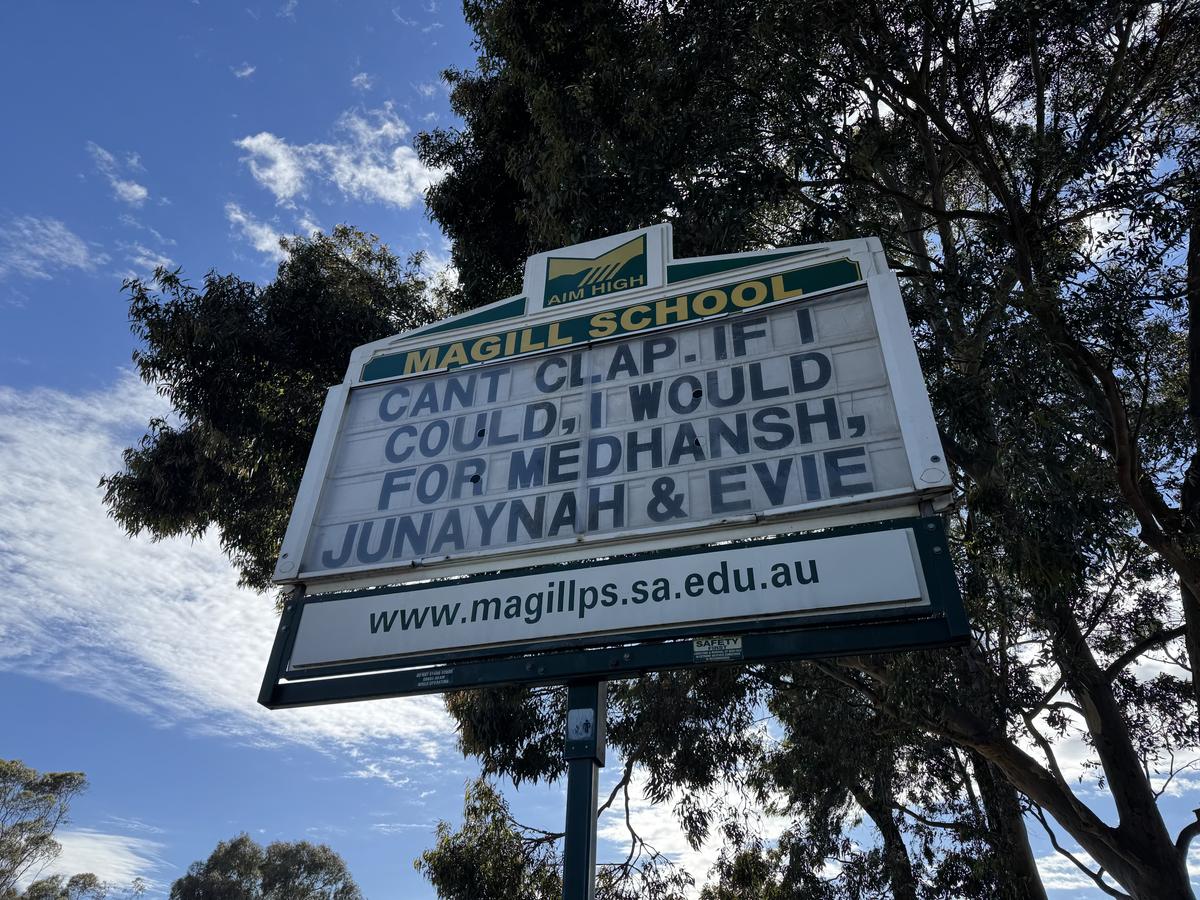 AIM HIGH
MAGILL SCHOOL
CANT CLAP. IF I
COULD, I WOULD
FOR MEDHANSH,
JUNAYNAH & EVIE
www.magillps.sa.edu.au
SAFETY
FIRST